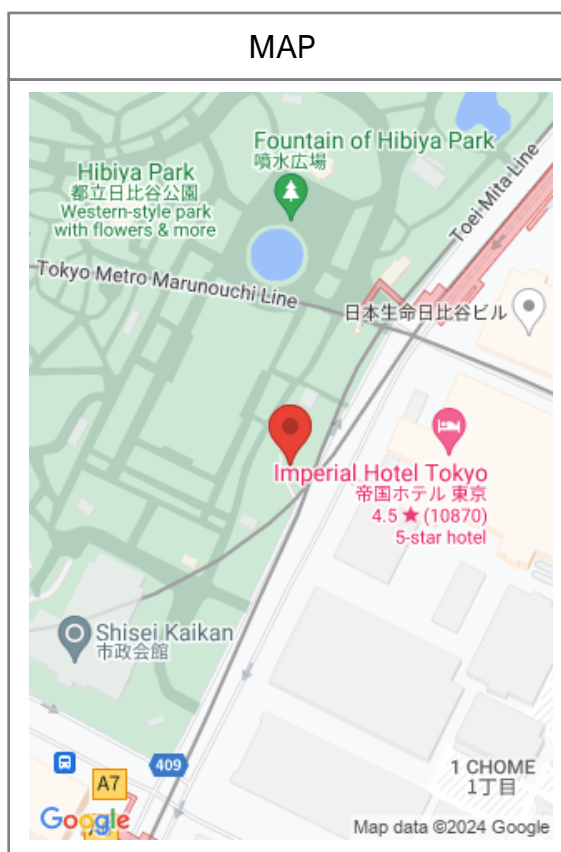 MAP
Fountain of Hibiya Park
噴水広場
Hibiya Park
都立日比谷公園
Western-style park
with flowers & more
Toei Mita Line
Tokyo Metro Marunouchi Line
日本生命日比谷ビル
Imperial Hotel Tokyo
帝国ホテル 東京
4.5 ★ (10870)
5-star hotel
Shisei Kaikan
市政会館
409
A7
1 CHOME
1丁目
Google
Map data ©2024 Google